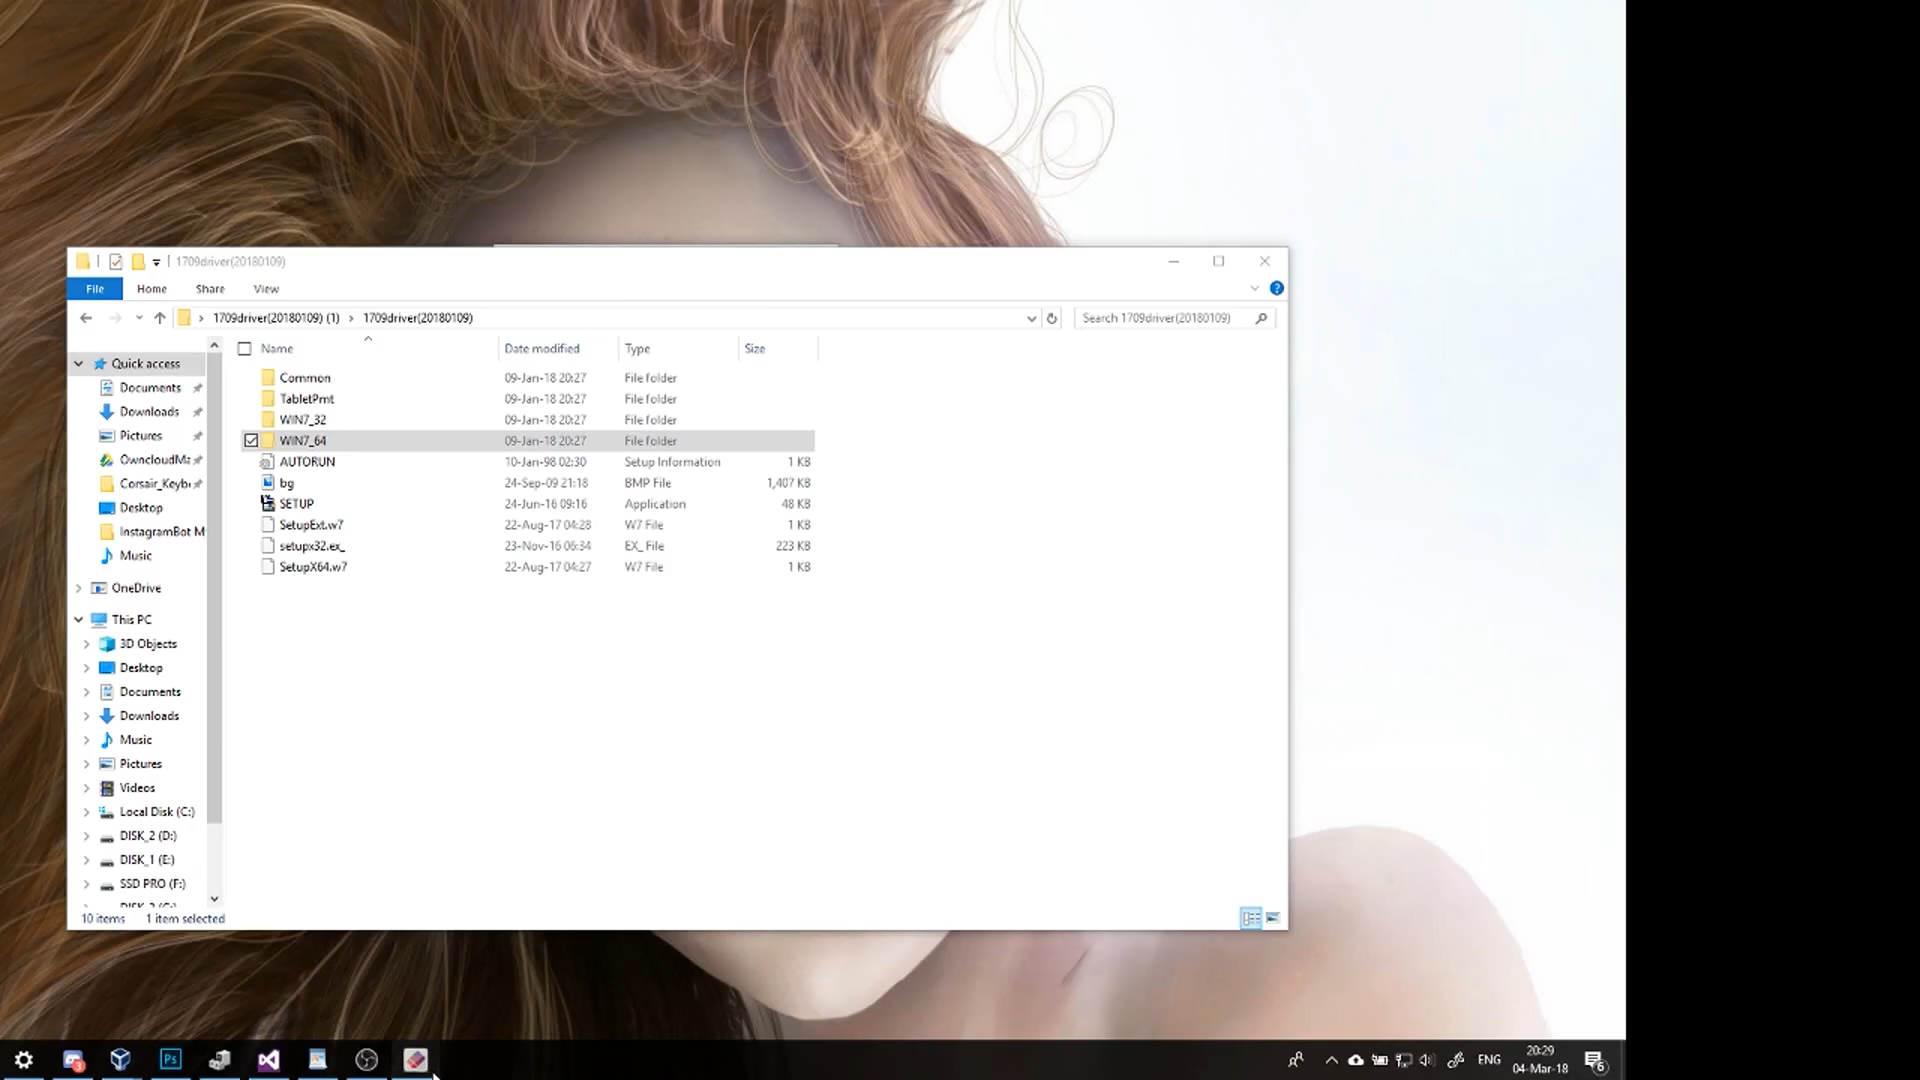 1709driver(20180109)
File Home Share View
1709driver(20180109) (1) 1709driver(20180109) Search 1709driver(20180109)
Name Date modified Type Size
Quick access
Documents
Downloads
Pictures
OwncloudMa
Corsair_Keyb
Desktop
InstagramBot M
Music
OneDrive
This PC
3D Objects
Desktop
Documents
Downloads
Music
Pictures
Videos
Local Disk (C:)
DISK_2 (D:)
DISK_1 (E:)
SSD PRO (F:)
Common 09-Jan-18 20:27 File folder
TabletPmt 09-Jan-18 20:27 File folder
WIN7_32 09-Jan-18 20:27 File folder
WIN7_64 09-Jan-18 20:27 File folder
AUTORUN 10-Jan-98 02:30 Setup Information 1 KB
bg 24-Sep-09 21:18 BMP File 1,407 KB
SETUP 24-Jun-16 09:16 Application 48 KB
SetupExt.w7 22-Aug-17 04:28 W7 File 1 KB
setupx32.ex_ 23-Nov-16 06:34 EX_ File 223 KB
SetupX64.w7 22-Aug-17 04:27 W7 File 1 KB
10 items 1 item selected
Ps
3
ENG
20:29
04-Mar-18
6